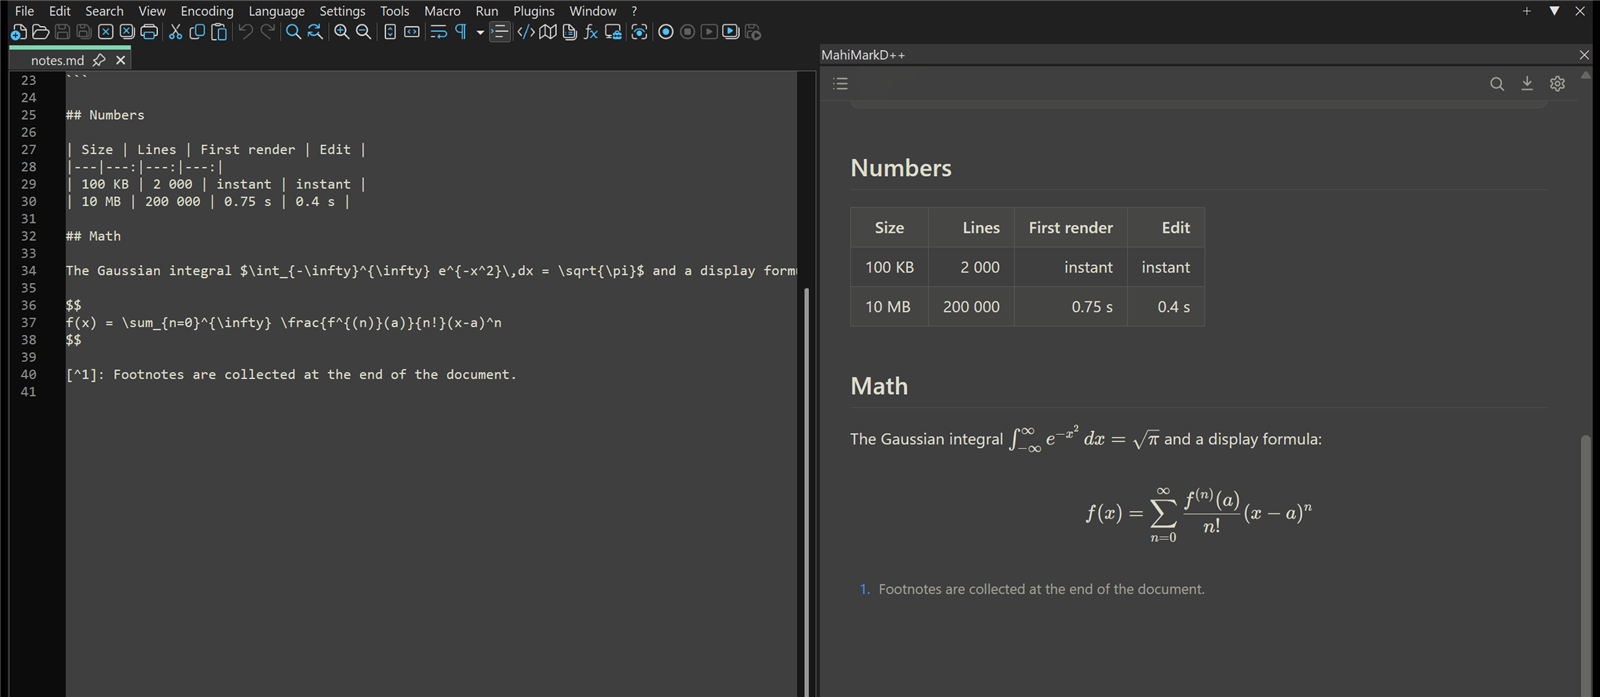 File Edit Search View Encoding Language Settings Tools Macro Run Plugins Window ?
notes.md
MahiMarkD++
23 ```
24
25 ## Numbers
26
27 | Size | Lines | First render | Edit |
28 |---|---:|---:|---:|
29 | 100 KB | 2 000 | instant | instant |
30 | 10 MB | 200 000 | 0.75 s | 0.4 s |
31
32 ## Math
33
34 The Gaussian integral $\int_{-\infty}^{\infty} e^{-x^2}\,dx = \sqrt{\pi}$ and a display form
35
36 $$
37 f(x) = \sum_{n=0}^{\infty} \frac{f^{(n)}(a)}{n!}(x-a)^n
38 $$
39
40 [^1]: Footnotes are collected at the end of the document.
41
Numbers
Size Lines First render Edit
100 KB 2 000 instant instant
10 MB 200 000 0.75 s 0.4 s
Math
The Gaussian integral ∫₋∞^∞ e^−x² dx = √π and a display formula:
f(x) = ∑_{n=0}^∞ f⁽ⁿ⁾(a)/n! (x − a)ⁿ
1. Footnotes are collected at the end of the document.